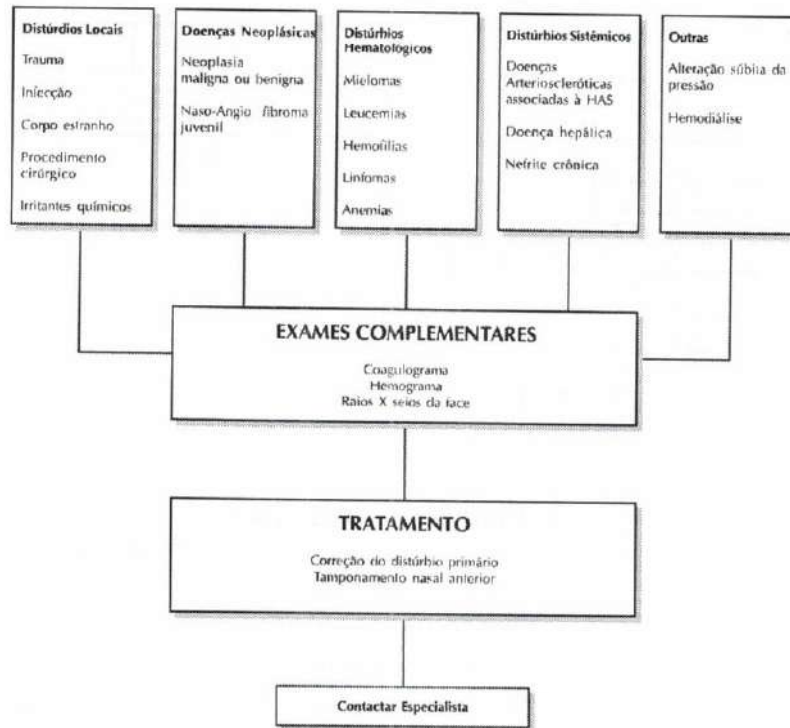 Distúrdios Locais
Trauma
Infecção
Corpo estranho
Procedimento
cirúrgico
Irritantes químicos
Doenças Neoplásicas
Neoplasia
maligna ou benigna
Naso-Angio fibroma
juvenil
Distúrbios
Hematológicos
Mielomas
Leucemias
Hemofilias
Linfomas
Anemias
Distúrbios Sistêmicos
Doenças
Arterioscleróticas
associadas à HAS
Doença hepática
Nefrite crônica
Outras
Alteração súbita da
pressão
Hemodiálise
EXAMES COMPLEMENTARES
Coagulograma
Hemograma
Raios X seios da face
TRATAMENTO
Correção do distúrbio primário
Tamponamento nasal anterior
Contactar Especialista